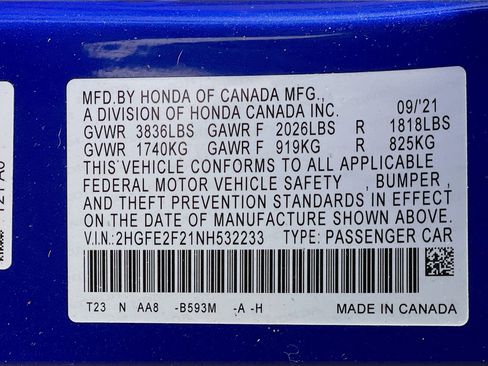 MFD.BY HONDA OF CANADA MFG.,
A DIVISION OF HONDA CANADA INC. 09/'21
GVWR 3836LBS GAWR F 2026LBS R 1818LBS
GVWR 1740KG GAWR F 919KG R 825KG
THIS VEHICLE CONFORMS TO ALL APPLICABLE
FEDERAL MOTOR VEHICLE SAFETY , BUMPER ,
AND THEFT PREVENTION STANDARDS IN EFFECT
ON THE DATE OF MANUFACTURE SHOWN ABOVE.
V.I.N.:2HGFE2F21NH532233 TYPE: PASSENGER CAR
T23 N AA8 -B593M -A -H MADE IN CANADA